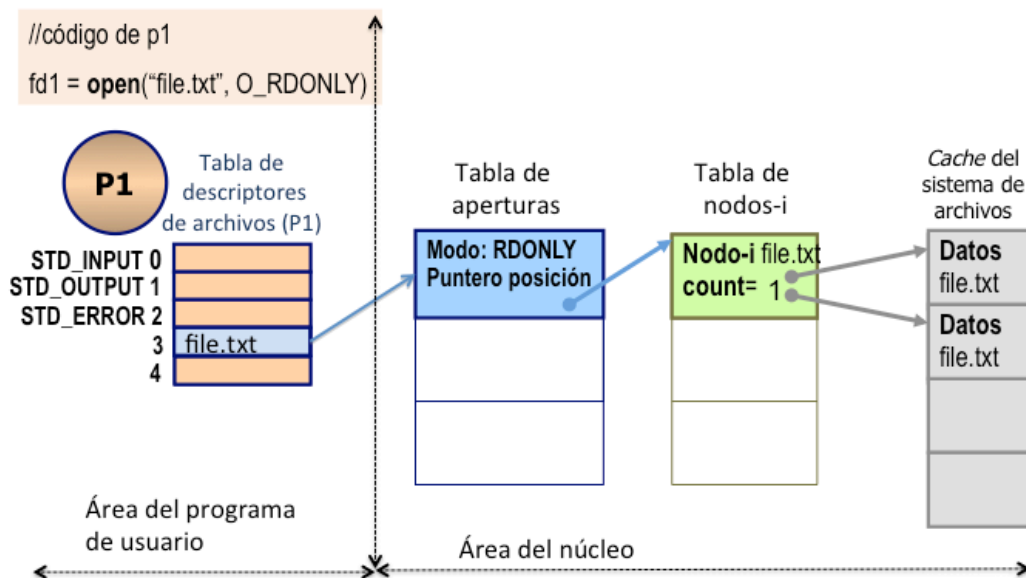 //código de p1
fd1 = open(“file.txt”, O_RDONLY)
P1
Tabla de
descriptores
de archivos (P1)
STD_INPUT 0
STD_OUTPUT 1
STD_ERROR 2
3 file.txt
4
Tabla de
aperturas
Modo: RDONLY
Puntero posición
Tabla de
nodos-i
Nodo-i file.txt
count= 1
Cache del
sistema de
archivos
Datos
file.txt
Datos
file.txt
Área del programa
de usuario
Área del núcleo